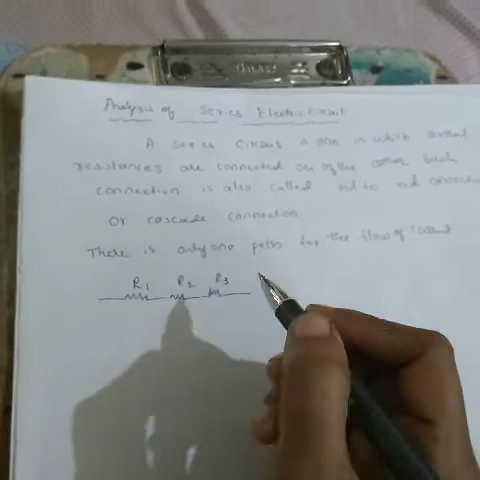 Analysis of Series Electric Circuit
A Series Circuit is one in which several
resistances are connected one after the other Such
connection is also called end to end connection
Or cascade connection
There is only one path for the flow of current
R1 R2 R3